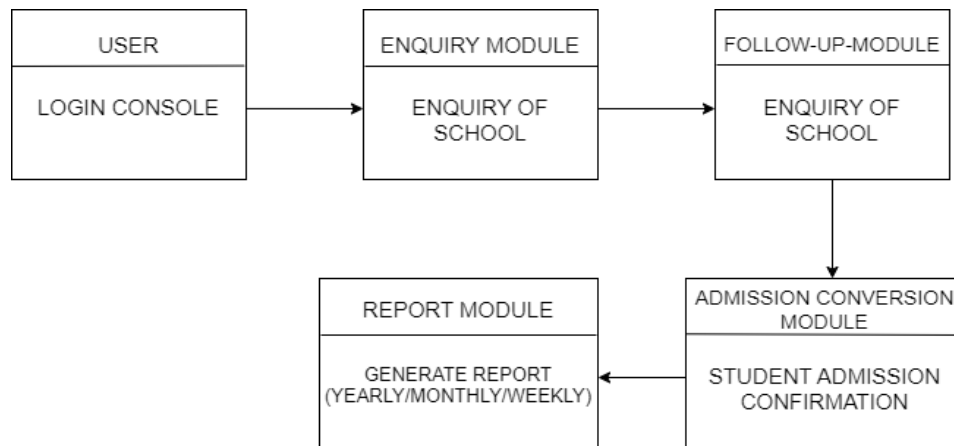 USER
LOGIN CONSOLE
ENQUIRY MODULE
ENQUIRY OF
SCHOOL
FOLLOW-UP-MODULE
ENQUIRY OF
SCHOOL
REPORT MODULE
GENERATE REPORT
(YEARLY/MONTHLY/WEEKLY)
ADMISSION CONVERSION
MODULE
STUDENT ADMISSION
CONFIRMATION